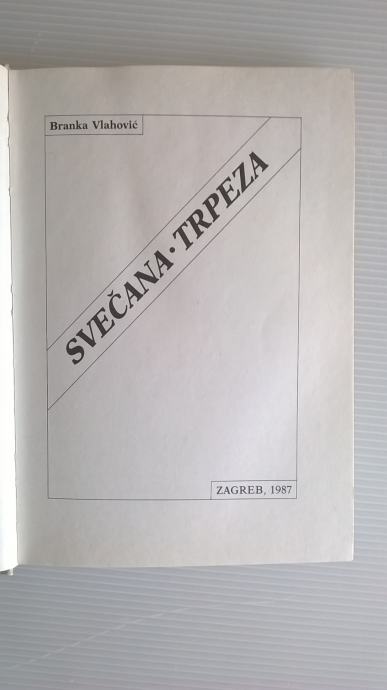 Branka Vlahović
SVEČANA · TRPEZA
ZAGREB, 1987